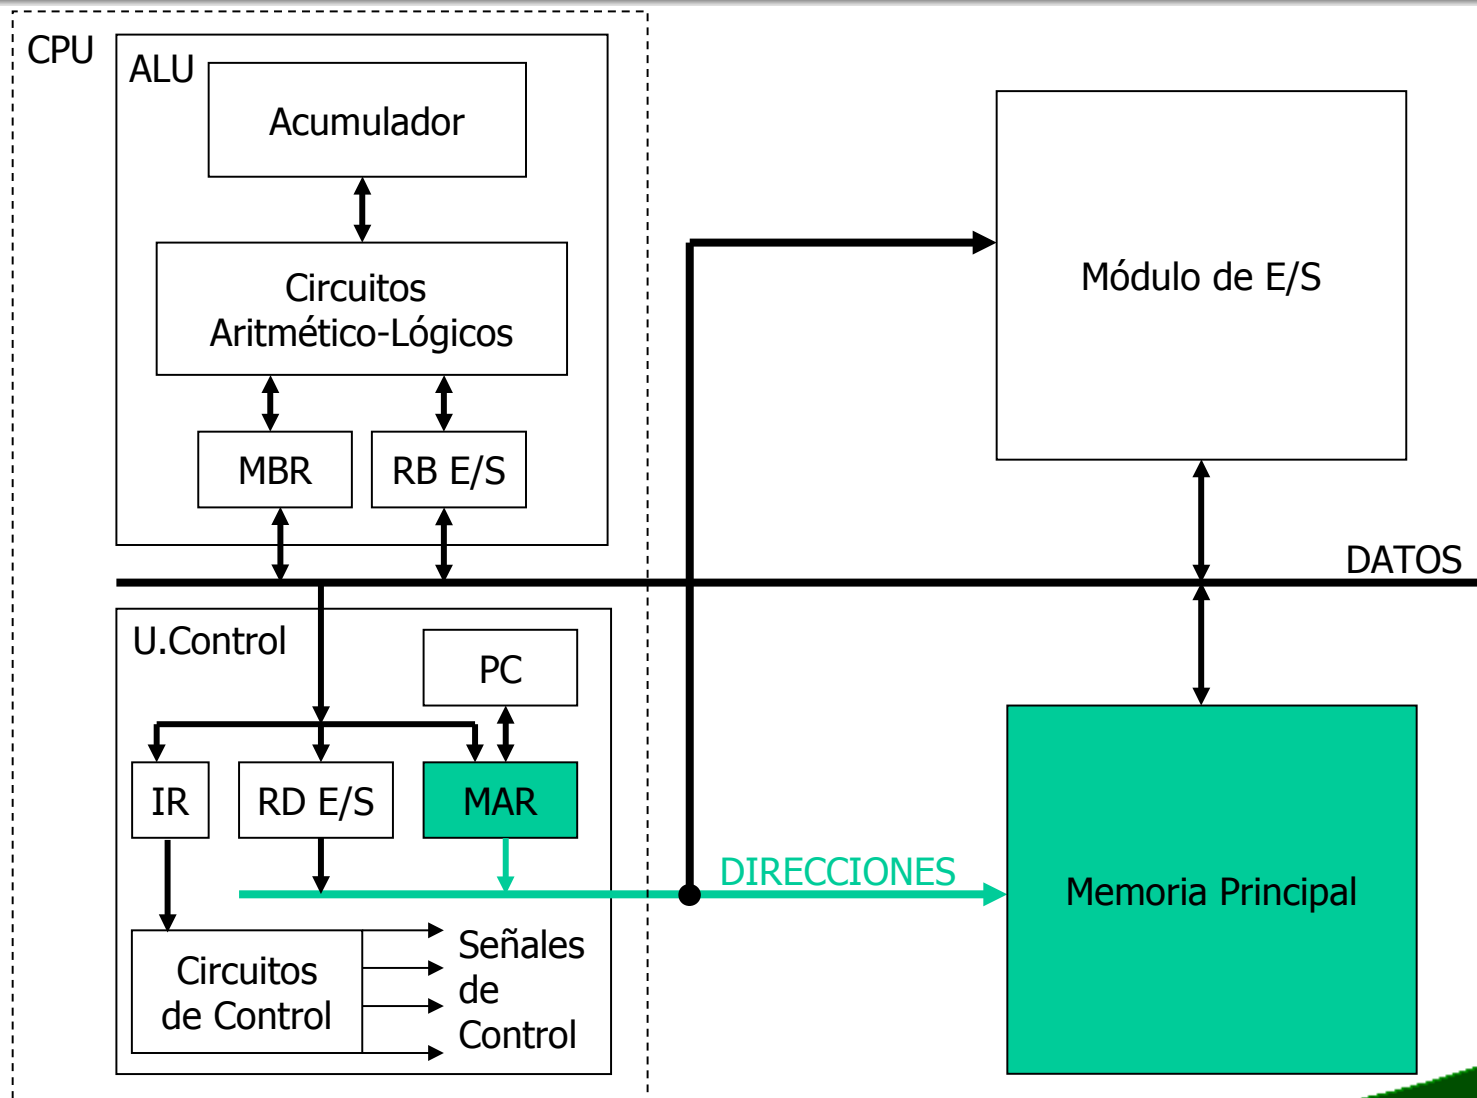 CPU
ALU
Acumulador
Circuitos
Aritmético-Lógicos
MBR
RB E/S
Módulo de E/S
DATOS
U.Control
PC
IR
RD E/S
MAR
DIRECCIONES
Memoria Principal
Circuitos
de Control
Señales
de
Control